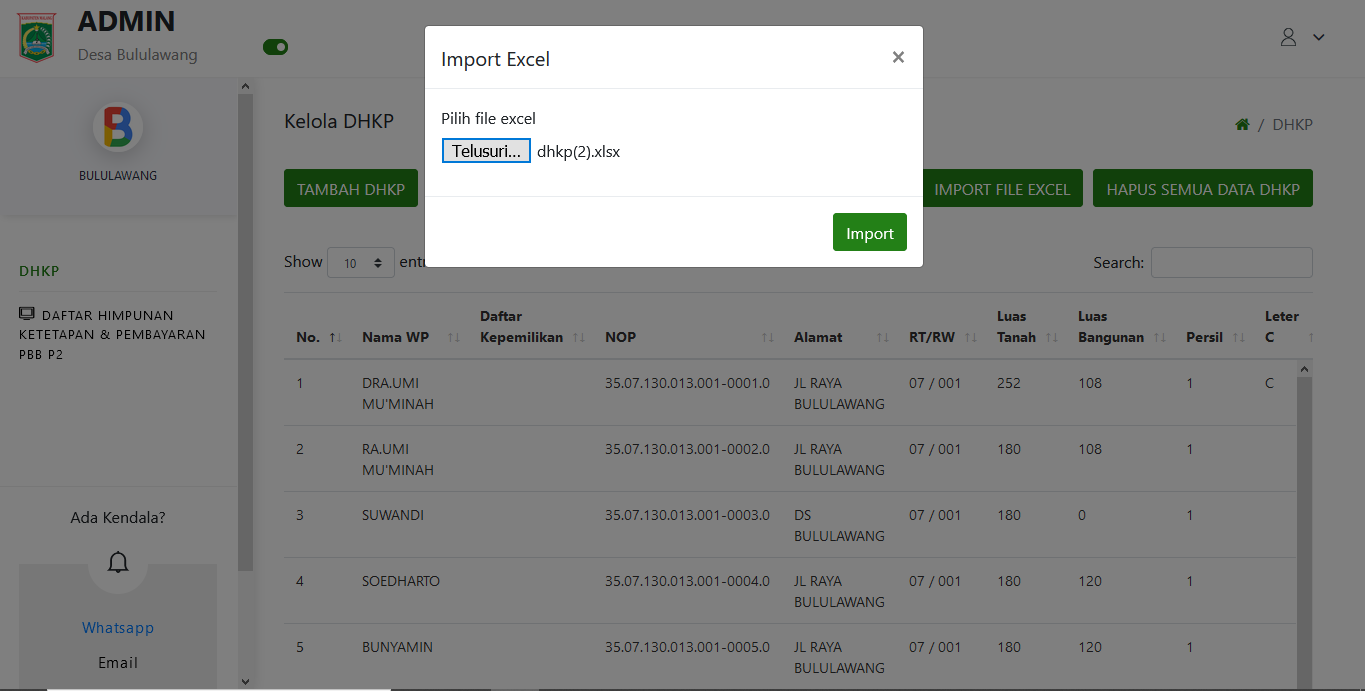 ADMIN
Desa Bululawang
BULULAWANG
DHKP
DAFTAR HIMPUNAN
KETETAPAN & PEMBAYARAN
PBB P2
Ada Kendala?
Whatsapp
Email
Import Excel
×
Pilih file excel
Telusuri... dhkp(2).xlsx
Import
Kelola DHKP
/ DHKP
TAMBAH DHKP
IMPORT FILE EXCEL
HAPUS SEMUA DATA DHKP
Show 10
Search:
No. Nama WP Daftar Kepemilikan NOP Alamat RT/RW Luas Tanah Luas Bangunan Persil Leter C
1 DRA.UMI 35.07.130.013.001-0001.0 JL RAYA 07 / 001 252 108 1 C
MU'MINAH BULULAWANG
2 RA.UMI 35.07.130.013.001-0002.0 JL RAYA 07 / 001 180 108 1
MU'MINAH BULULAWANG
3 SUWANDI 35.07.130.013.001-0003.0 DS 07 / 001 180 0 1
BULULAWANG
4 SOEDHARTO 35.07.130.013.001-0004.0 JL RAYA 07 / 001 180 120 1
BULULAWANG
5 BUNYAMIN 35.07.130.013.001-0005.0 JL RAYA 07 / 001 180 120 1
BULULAWANG